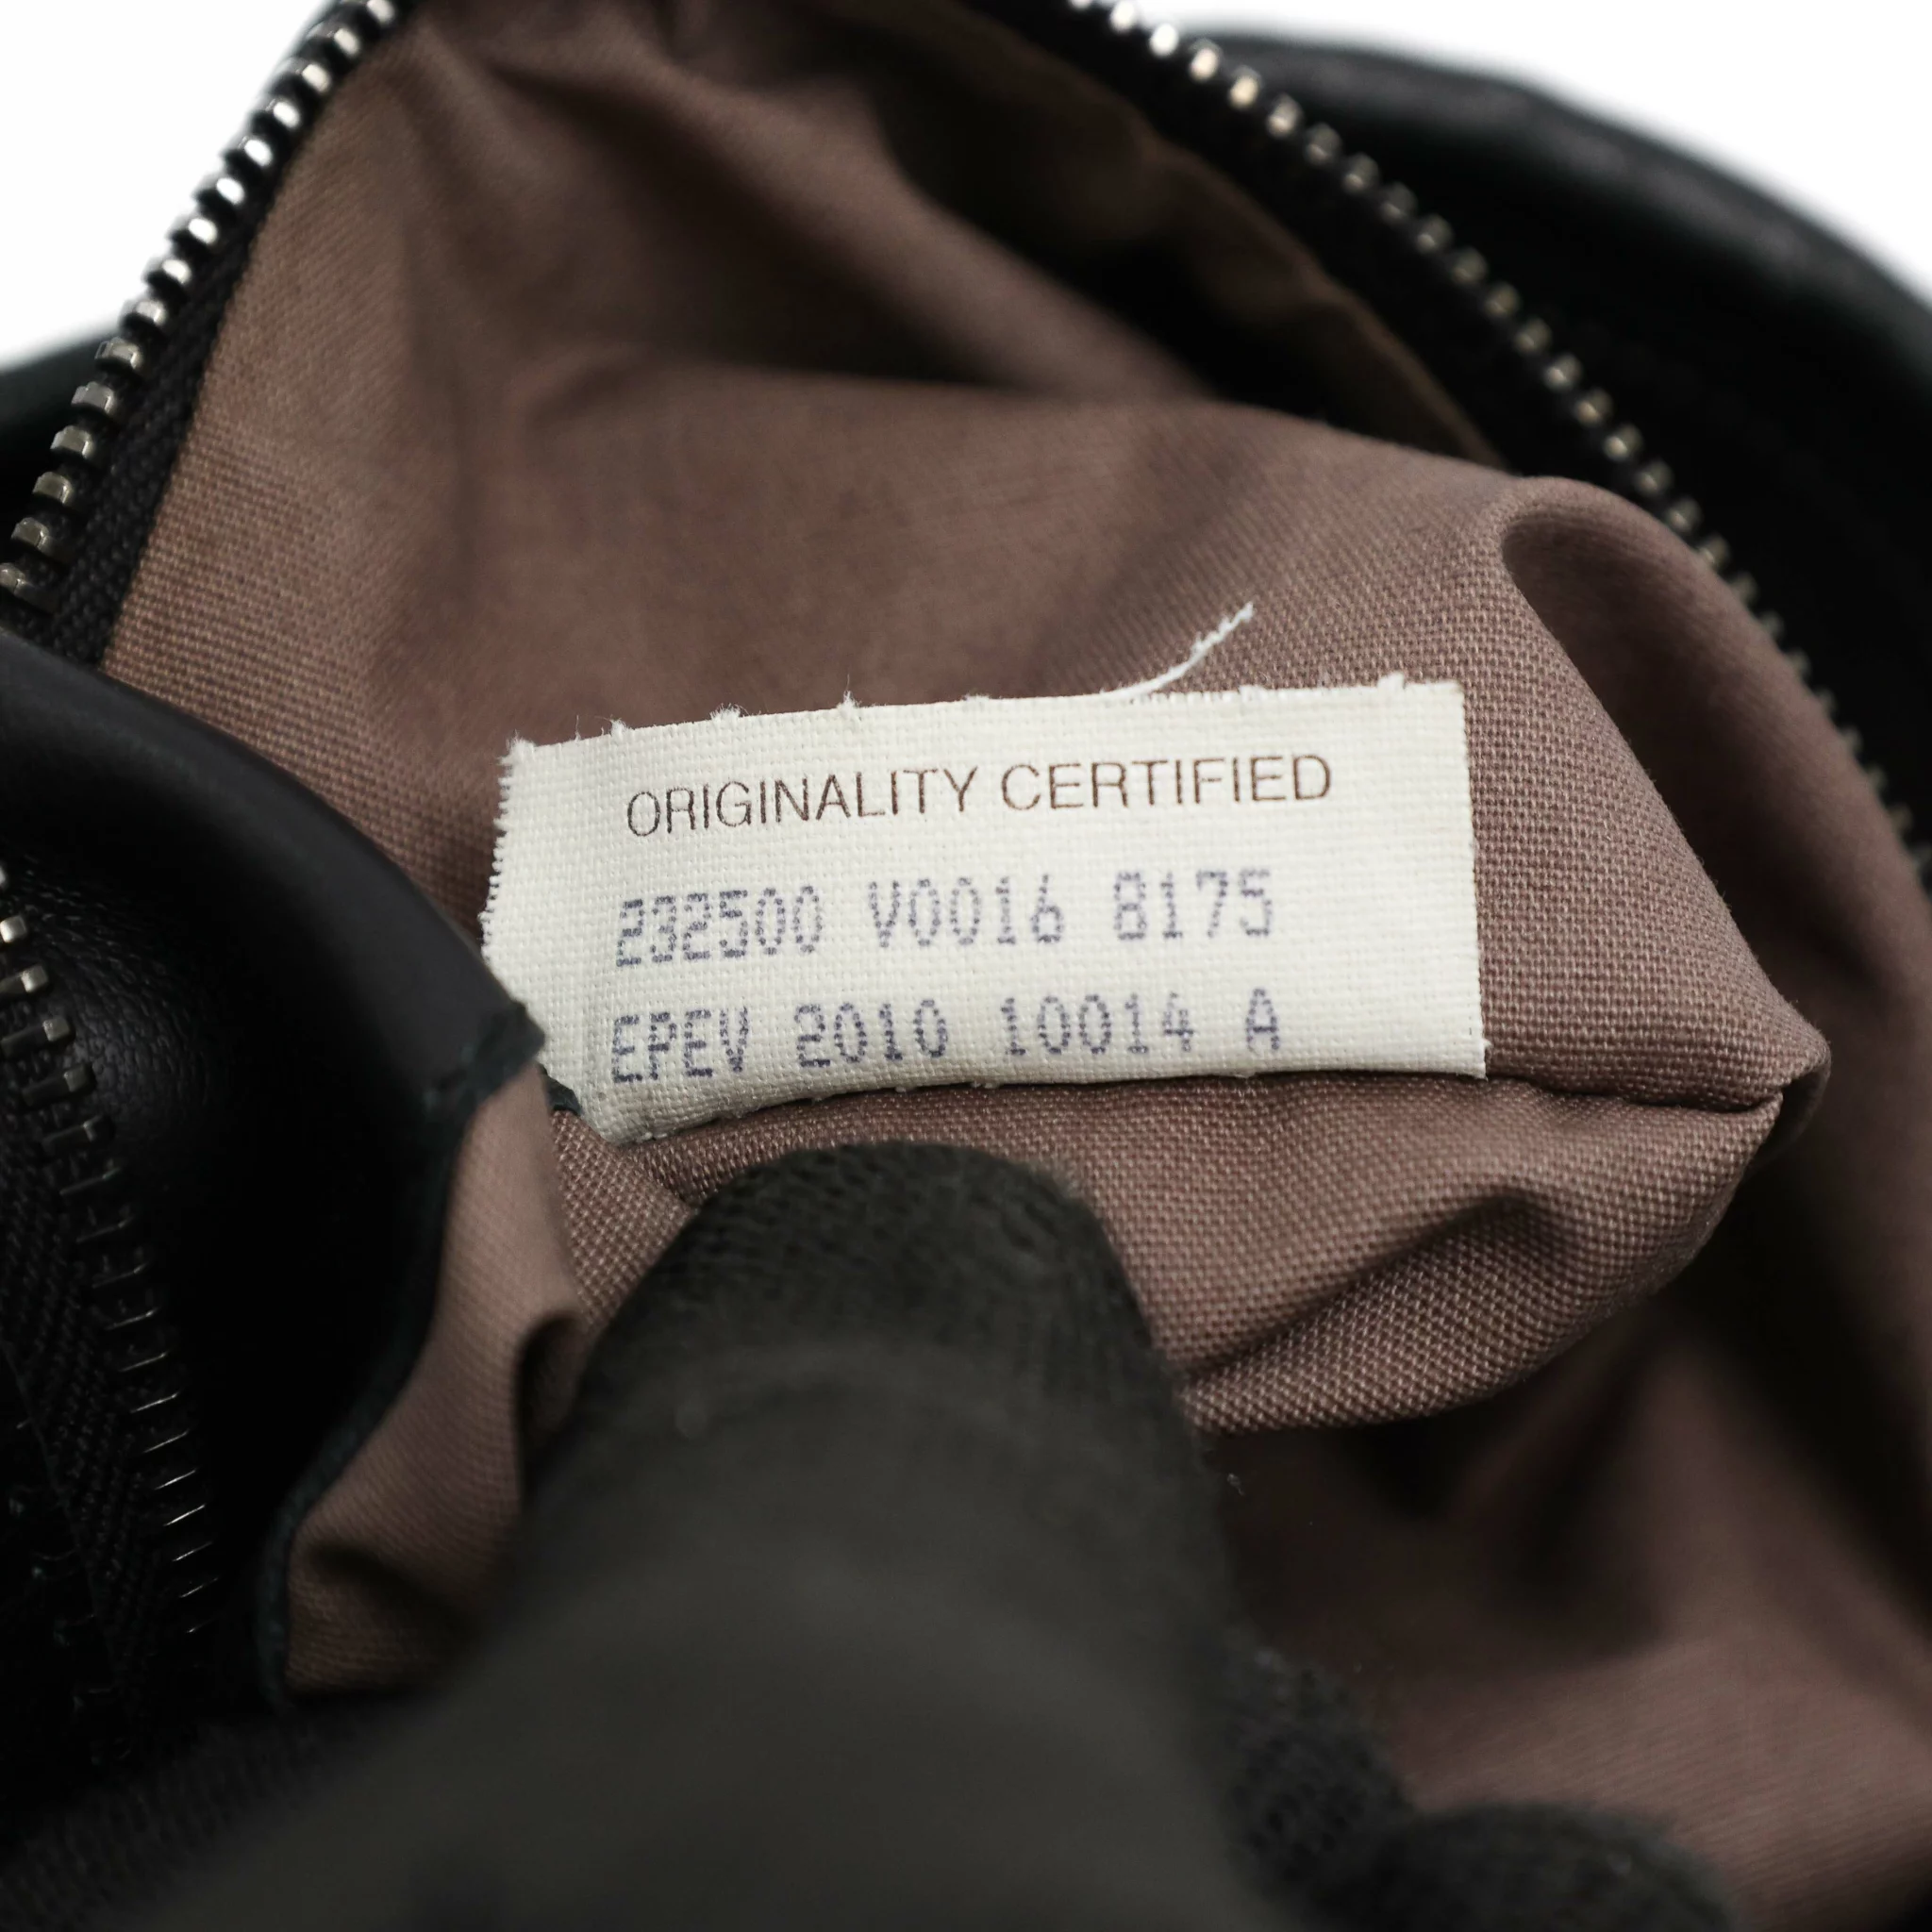 ORIGINALITY CERTIFIED
232500 V0016 8175
EPEV 2010 10014 A